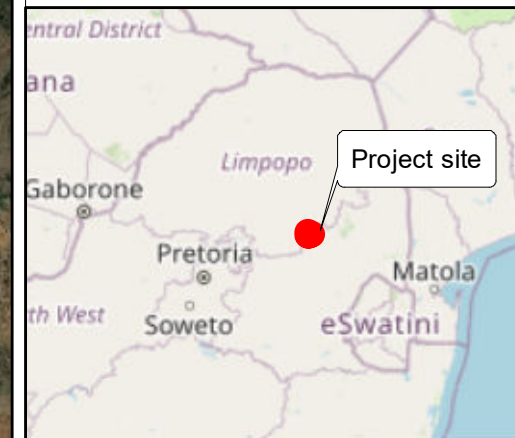 entral District
ana
Limpopo
Project site
Gaborone
Pretoria
Matola
th West
Soweto
eSwatini